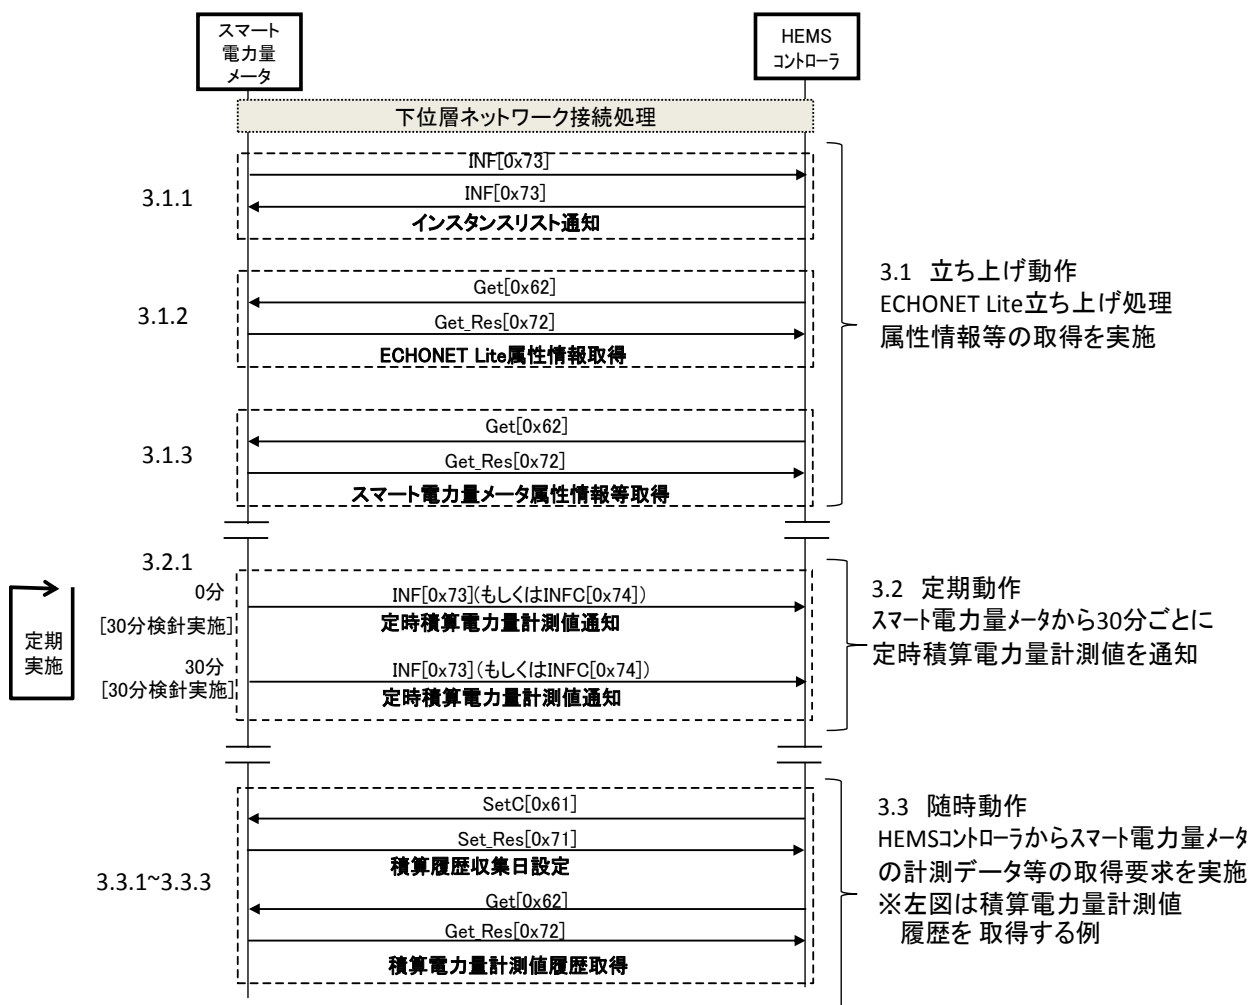 スマート
電力量
メータ
HEMS
コントローラ
下位層ネットワーク接続処理
3.1.1
INF[0x73]
INF[0x73]
インスタンスリスト通知
3.1.2
Get[0x62]
Get_Res[0x72]
ECHONET Lite属性情報取得
3.1.3
Get[0x62]
Get_Res[0x72]
スマート電力量メータ属性情報等取得
3.1 立ち上げ動作
ECHONET Lite立ち上げ処理
属性情報等の取得を実施
3.2.1
定期
実施
0分
[30分検針実施]
INF[0x73](もしくはINFC[0x74])
定時積算電力量計測値通知
30分
[30分検針実施]
INF[0x73](もしくはINFC[0x74])
定時積算電力量計測値通知
3.2 定期動作
スマート電力量メータから30分ごとに
定時積算電力量計測値を通知
3.3.1~3.3.3
SetC[0x61]
Set_Res[0x71]
積算履歴収集日設定
Get[0x62]
Get_Res[0x72]
積算電力量計測値履歴取得
3.3 随時動作
HEMSコントローラからスマート電力量メータ
の計測データ等の取得要求を実施
※左図は積算電力量計測値
履歴を 取得する例